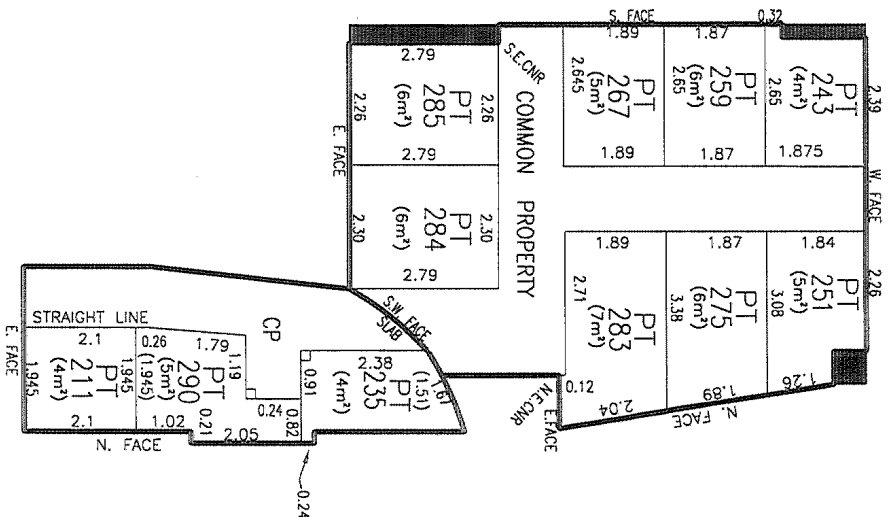 S. FACE
0.32
2.79
S.E.CNR
1.89
1.87
2.39
PT
285
(6m²)
2.26
2.26
2.79
E. FACE
COMMON PROPERTY
2.645
PT
267
(5m²)
1.89
PT
259
(6m²)
2.65
1.87
PT
243
(4m²)
2.65
1.875
W. FACE
PT
284
(6m²)
2.30
2.30
2.79
1.89
1.87
1.84
2.26
2.71
PT
283
(7m²)
PT
275
(6m²)
3.38
PT
251
(5m²)
3.08
0.12
2.04
1.89
1.26
N. FACE
N.E.CNR
E.FACE
S.W. FACE
SLAB
CP
STRAIGHT LINE
E. FACE
2.1
1.945
PT
211
(4m²)
1.945
2.1
0.26
1.79
PT
290
(5m²)
(1.945)
1.19
1.02
0.21
0.24
2.05
0.82
0.91
2.38
PT
235
(4m²)
(1.51)
1.61
N. FACE
0.24